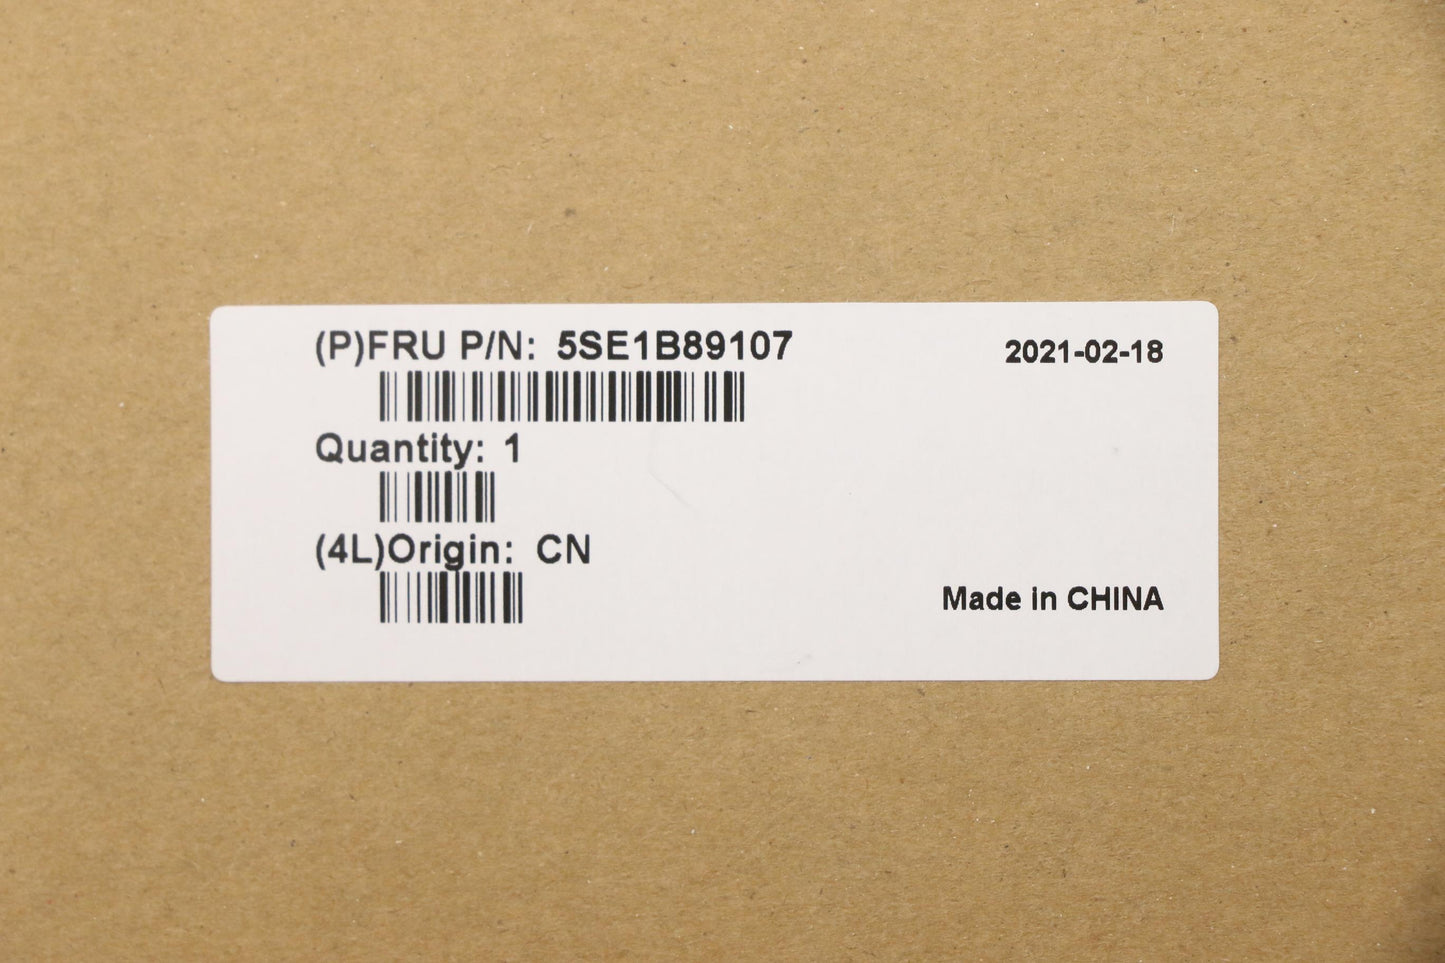 (P)FRU P/N: 5SE1B89107
2021-02-18
Quantity: 1
(4L)Origin: CN
Made in CHINA